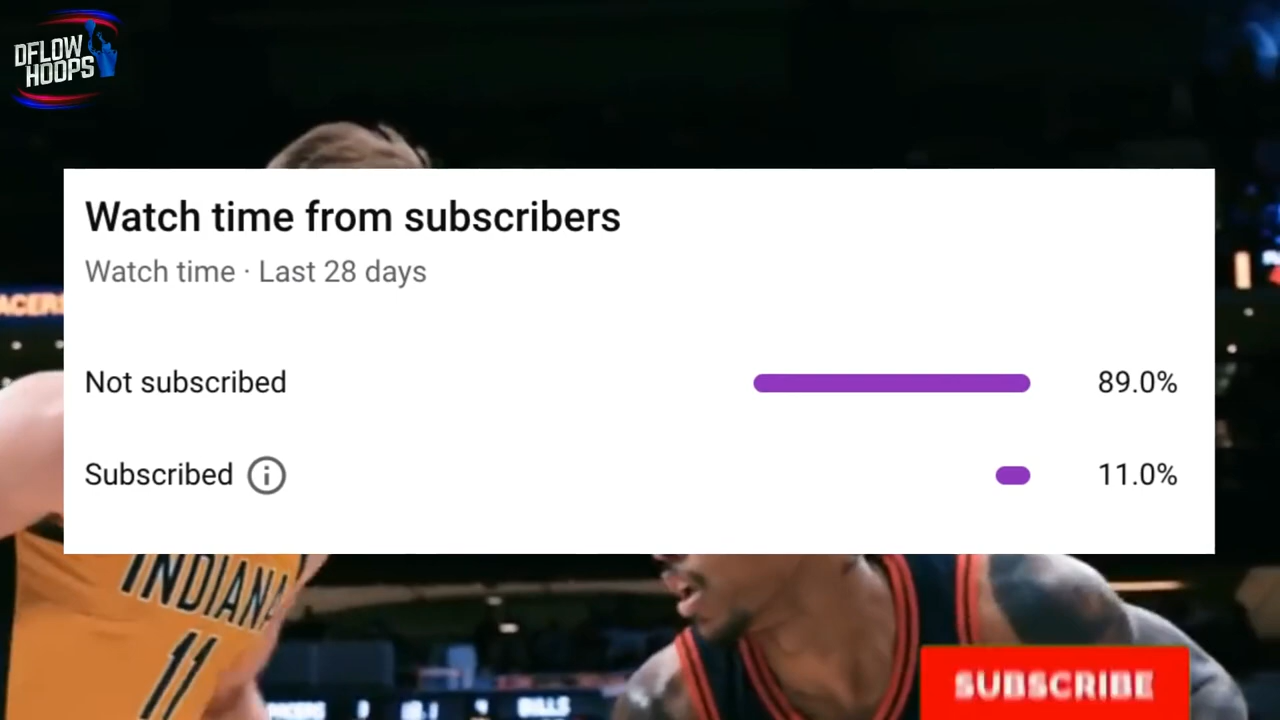 DFLOW
HOOPS
Watch time from subscribers
Watch time · Last 28 days
Not subscribed 89.0%
Subscribed 11.0%
INDIANA
11
SUBSCRIBE